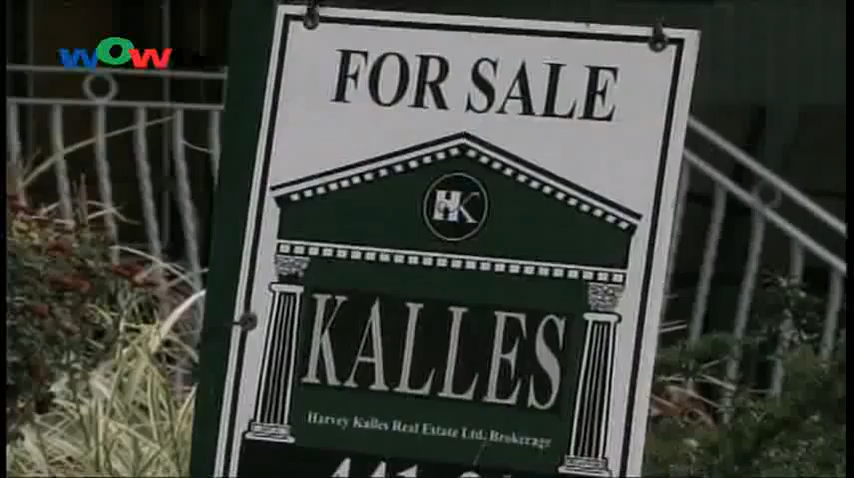 wow
FOR SALE
HK
KALLES
Harvey Kalles Real Estate Ltd. Brokerage